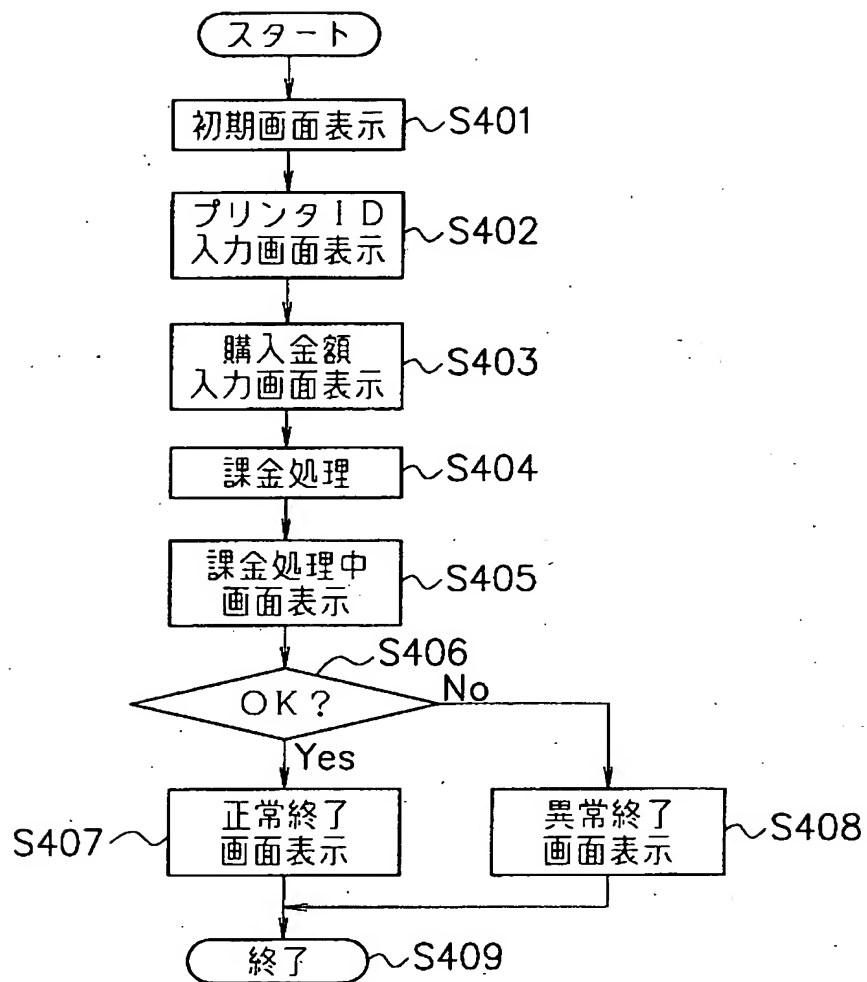 スタート
初期画面表示
S401
プリンタＩＤ
入力画面表示
S402
購入金額
入力画面表示
S403
課金処理
S404
課金処理中
画面表示
S405
S406
ＯＫ？
No
Yes
正常終了
画面表示
S407
異常終了
画面表示
S408
終了
S409